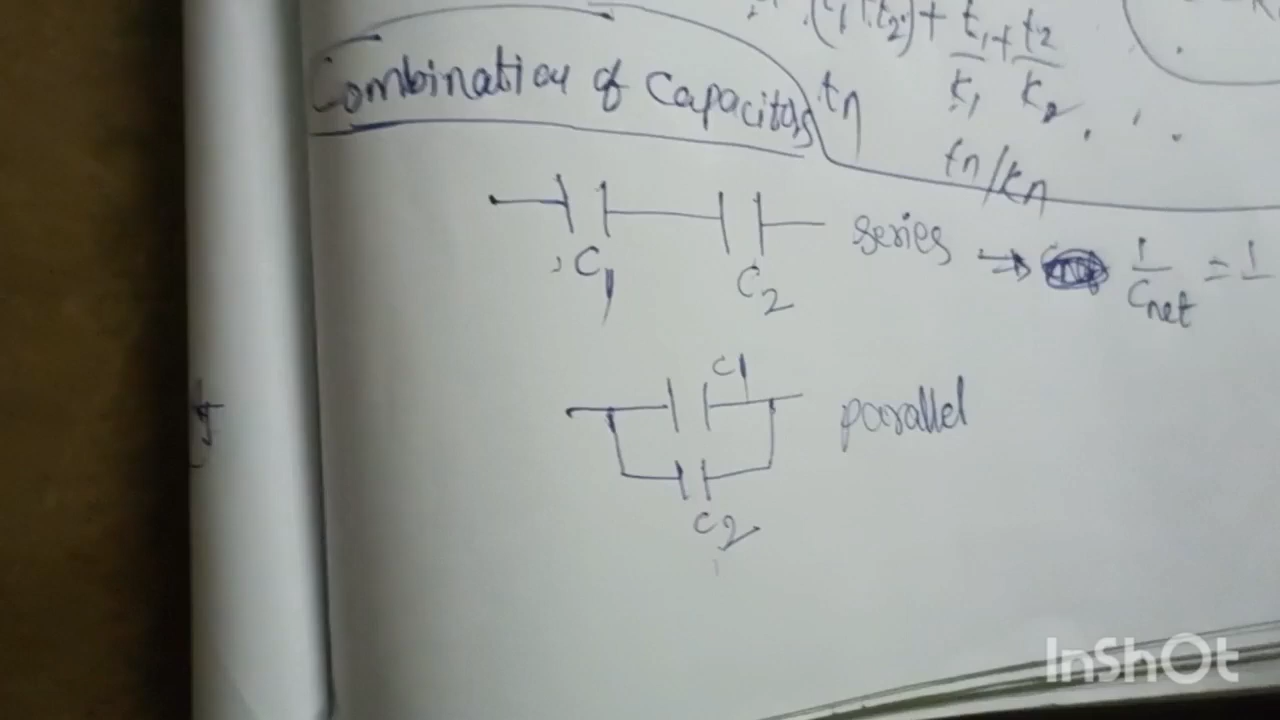 t1/k1 + t2/k2
tn
tn/kn
Combination of Capacitors
C1
C2
series → 1/Cnet = 1
C1
parallel
C2
InShOt